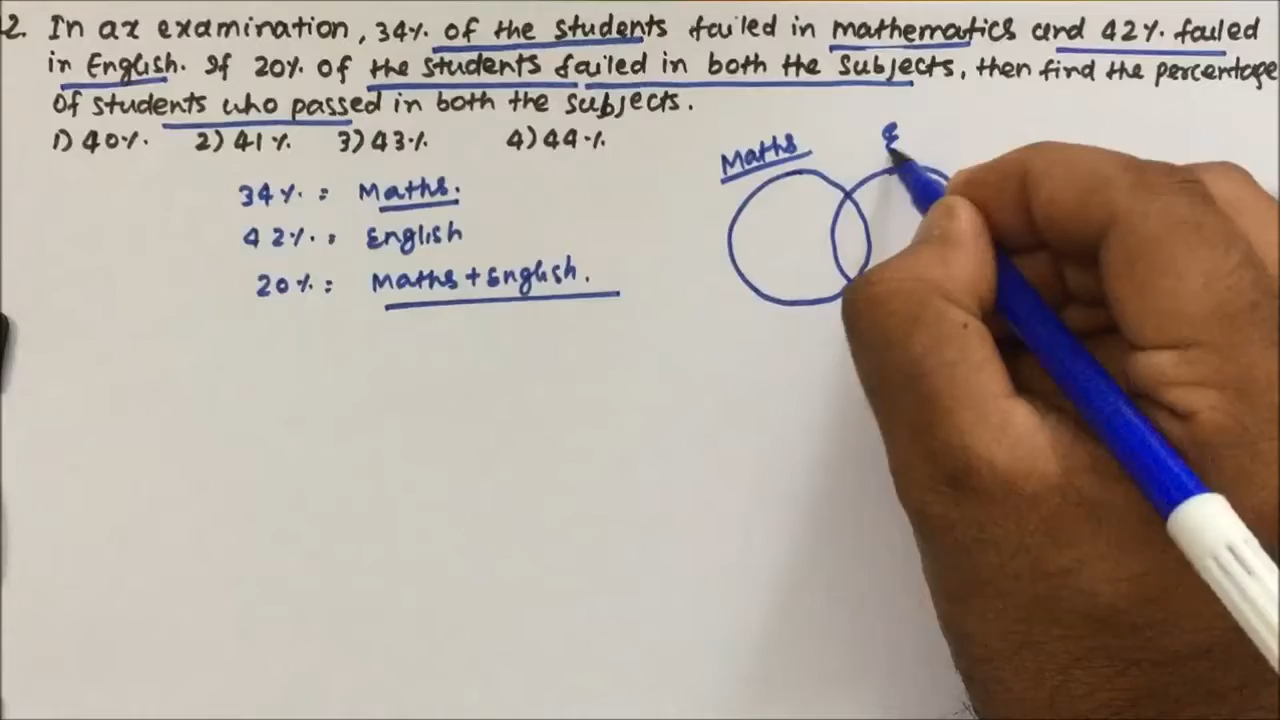 2. In ax examination, 34% of the students failed in mathematics and 42% failed
in English. If 20% of the students failed in both the subjects, then find the percentage
of students who passed in both the subjects.
1) 40%. 2) 41% 3) 43%. 4) 44%.
Maths E
34% : Maths.
42% : English
20% : Maths + English.